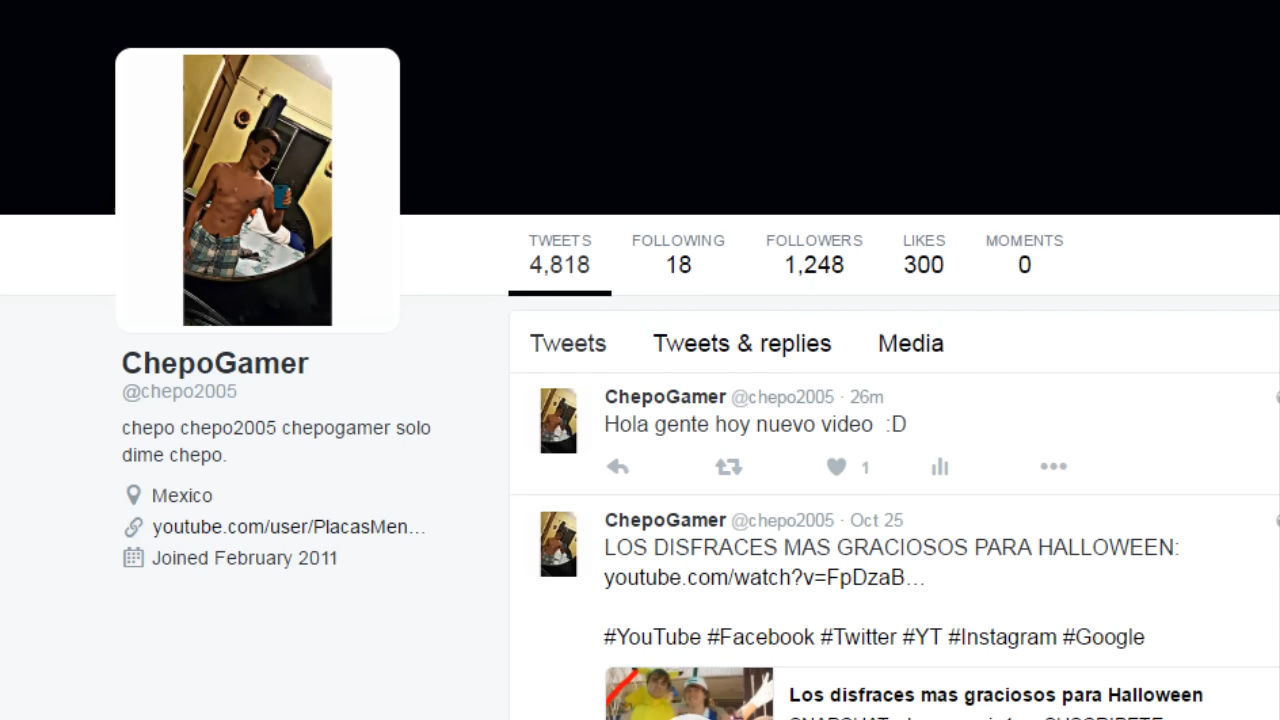 TWEETS FOLLOWING FOLLOWERS LIKES MOMENTS
4,818 18 1,248 300 0
ChepoGamer
@chepo2005
chepo chepo2005 chepogamer solo
dime chepo.
Mexico
youtube.com/user/PlacasMen...
Joined February 2011
Tweets Tweets & replies Media
ChepoGamer @chepo2005 · 26m
Hola gente hoy nuevo video :D
1
ChepoGamer @chepo2005 · Oct 25
LOS DISFRACES MAS GRACIOSOS PARA HALLOWEEN:
youtube.com/watch?v=FpDzaB...
#YouTube #Facebook #Twitter #YT #Instagram #Google
Los disfraces mas graciosos para Halloween